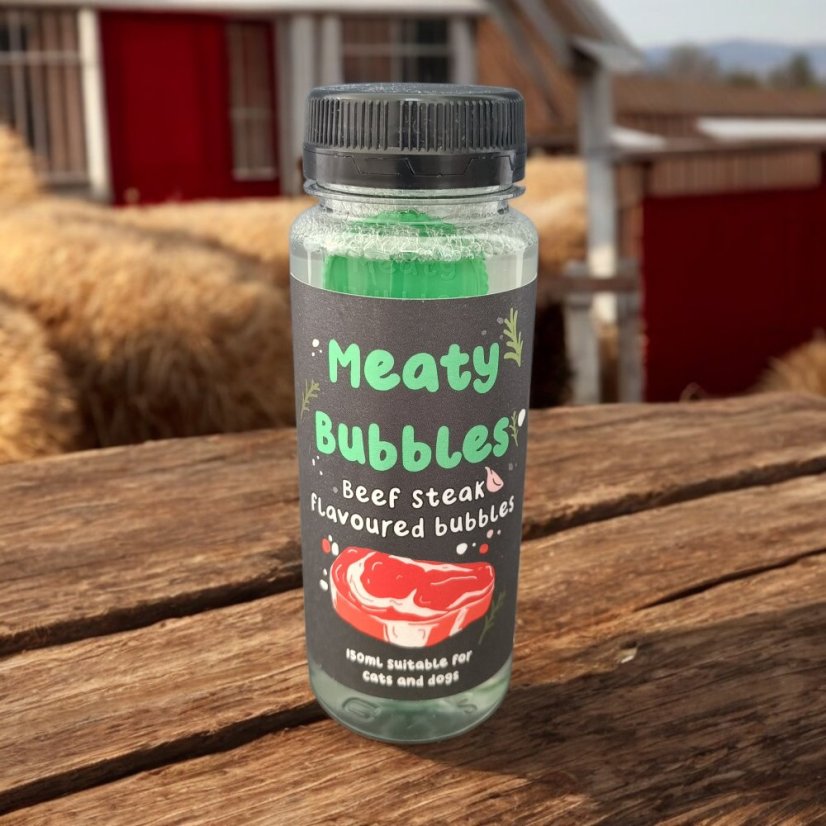 Meaty
Bubbles
Beef Steak
flavoured bubbles
150ml suitable for
cats and dogs